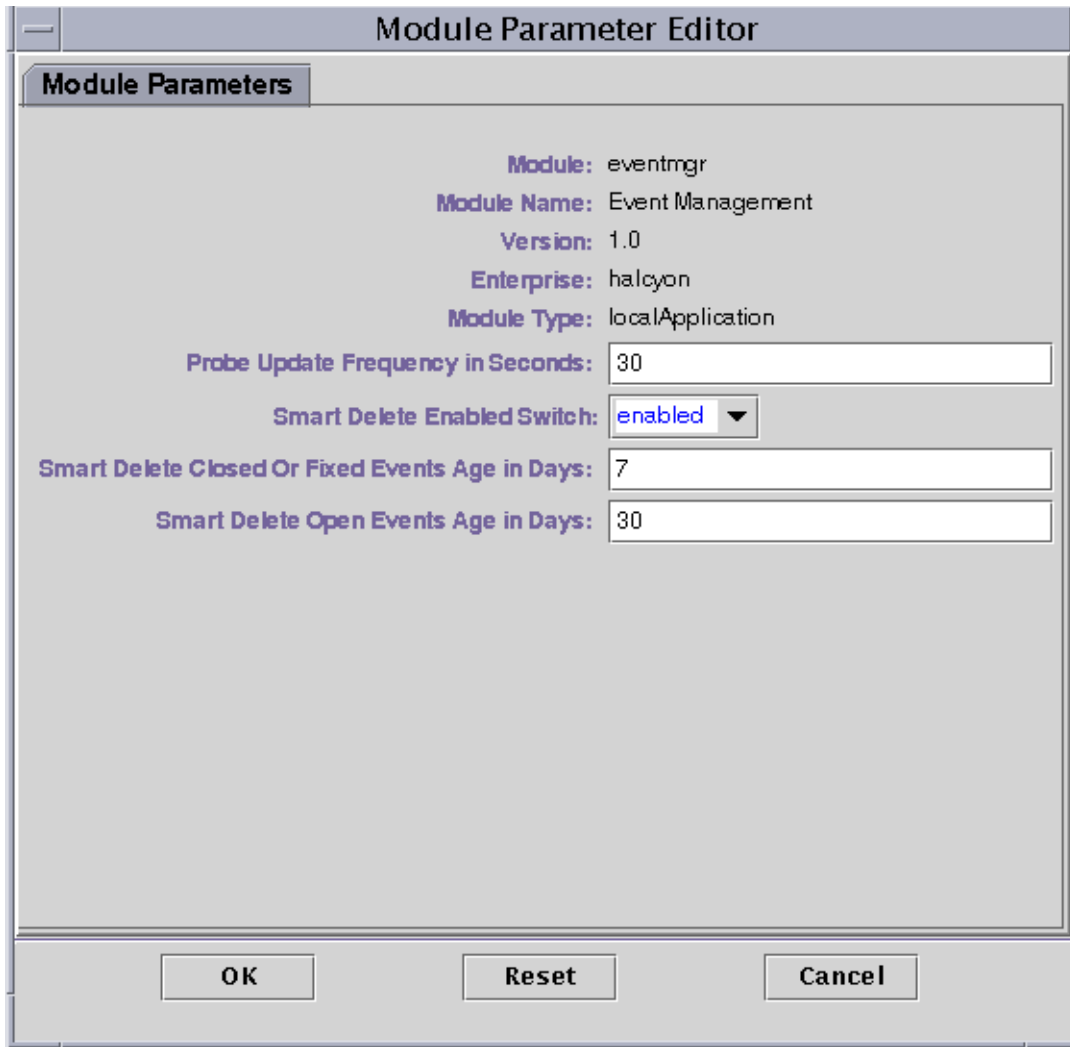 Module Parameter Editor
Module Parameters
Module: eventmgr
Module Name: Event Management
Version: 1.0
Enterprise: halcyon
Module Type: localApplication
Probe Update Frequency in Seconds: 30
Smart Delete Enabled Switch: enabled
Smart Delete Closed Or Fixed Events Age in Days: 7
Smart Delete Open Events Age in Days: 30
OK Reset Cancel